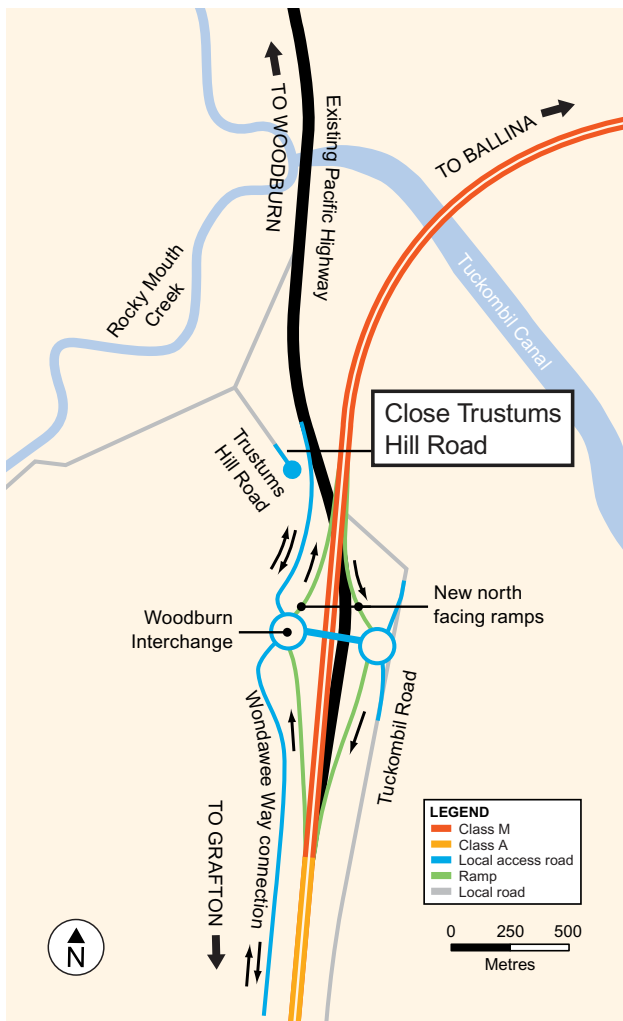 TO WOODBURN
Existing Pacific Highway
TO BALLINA
Rocky Mouth
Creek
Tuckombil Canal
Close Trustums
Hill Road
Trustums
Hill Road
New north
facing ramps
Woodburn
Interchange
Wondawee Way connection
Tuckombil Road
TO GRAFTON
LEGEND
Class M
Class A
Local access road
Ramp
Local road
N
0 250 500
Metres